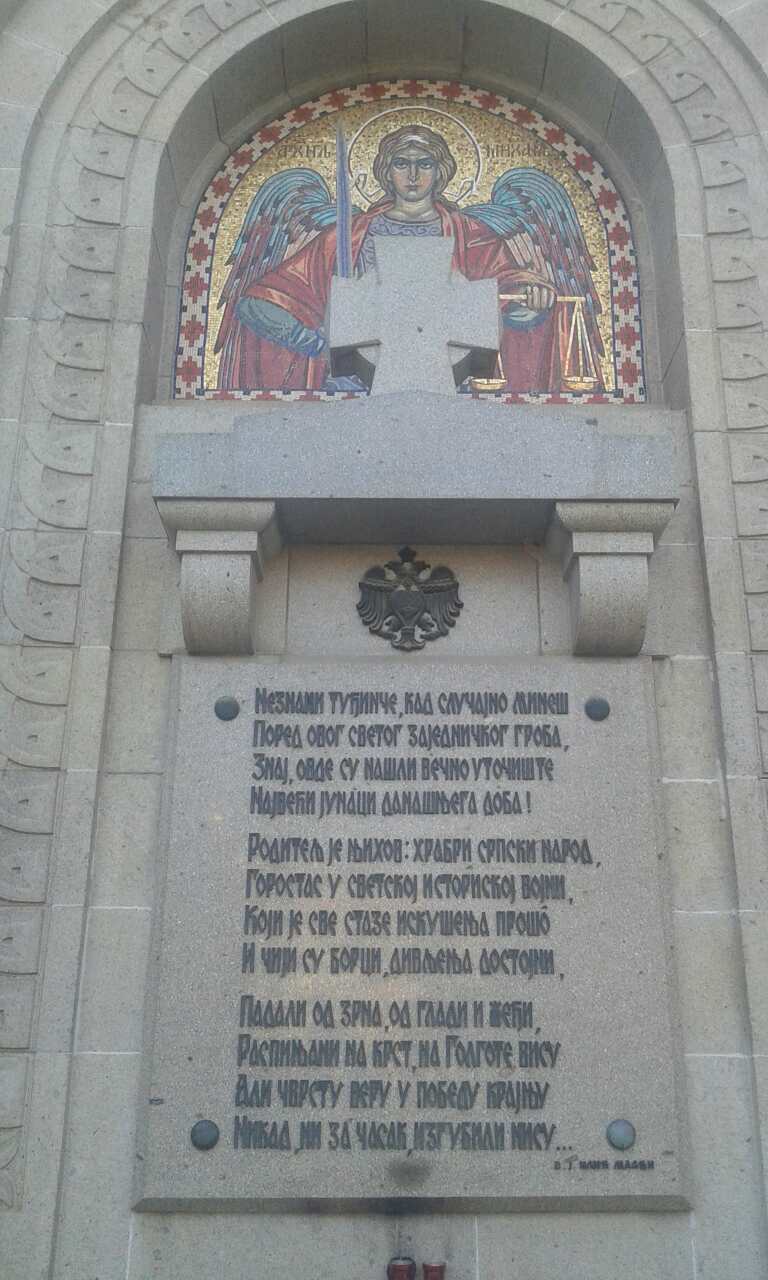 АРХНГЛ МИХАИЛ
Незнани туђинче, кад случајно минеш
Поред овог светог заједничког гроба,
Знај, овде су нашли вечно уточиште
Највећи јунаци данашњега доба!
Родитељ је њихов: храбри српски народ,
Горостас у светској историској војни,
Који је све стазе искушења прошо́
И чији су борци, дивљења достојни,
Падали од зрна, од глади и жеђи,
Распињани на крст, на Голготе вису
Али чврсту веру у победу крајњу
Никад, ни за часак, изгубили нису...
В. Ј. Илић Млађи